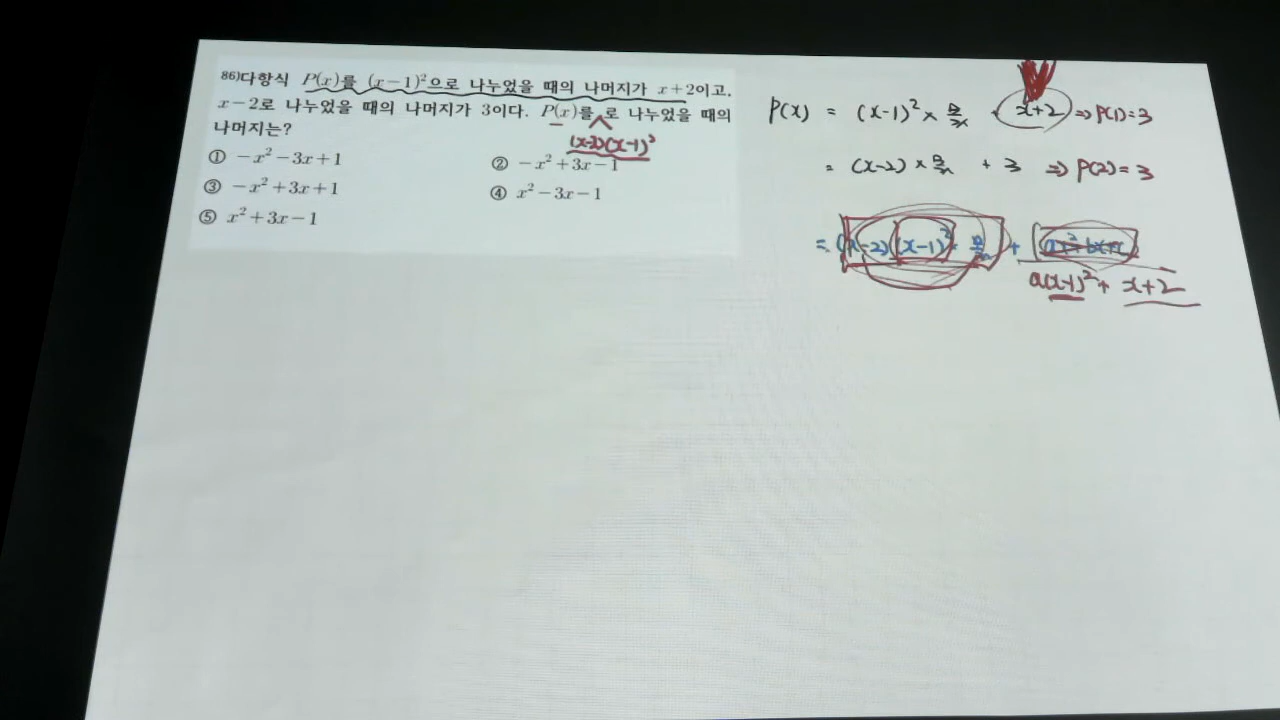 86)다항식 P(x)를 (x-1)²으로 나누었을 때의 나머지가 x+2이고,
x-2로 나누었을 때의 나머지가 3이다. P(x)를 로 나누었을 때의
(x-2)(x-1)²
나머지는?
① -x²-3x+1
② -x²+3x-1
③ -x²+3x+1
④ x²-3x-1
⑤ x²+3x-1
P(x) = (x-1)² × 몫 + x+2 ⇒ P(1)=3
= (x-2) × 몫 + 3 ⇒ P(2)=3
= (x-2)(x-1)² 몫 + ax²+bx+c
a(x-1)² + x+2